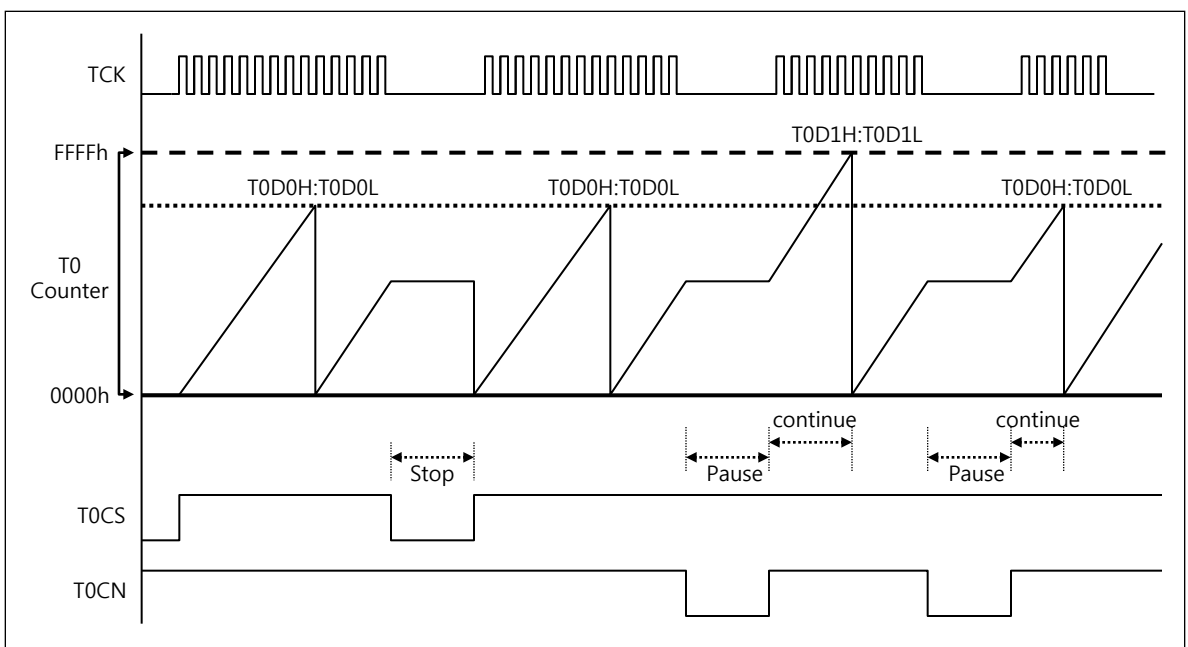 TCK
T0D1H:T0D1L
FFFFh
T0D0H:T0D0L
T0D0H:T0D0L
T0D0H:T0D0L
T0
Counter
0000h
continue
continue
Stop
Pause
Pause
T0CS
T0CN